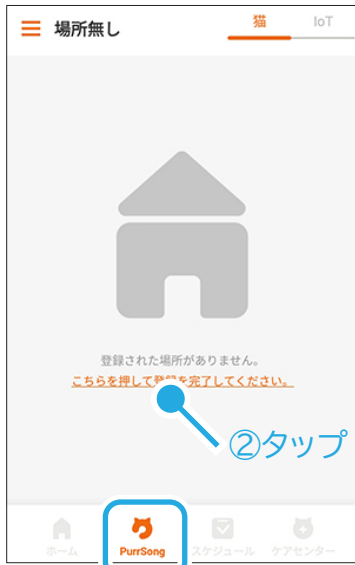 場所無し
猫 IoT
登録された場所がありません。
こちらを押して登録を完了してください。
②タップ
ホーム PurrSong スケジュール ケアセンター